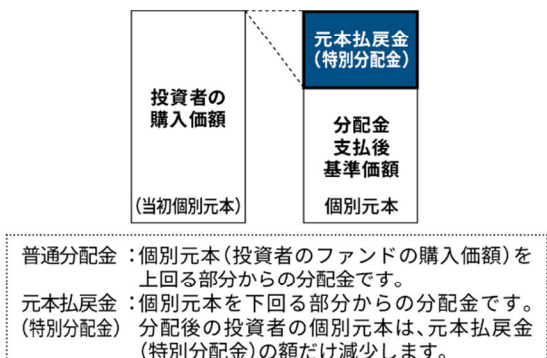 元本払戻金
（特別分配金）
投資者の
購入価額
（当初個別元本）
分配金
支払後
基準価額
個別元本
普通分配金：個別元本（投資者のファンドの購入価額）を
上回る部分からの分配金です。
元本払戻金：個別元本を下回る部分からの分配金です。
（特別分配金） 分配後の投資者の個別元本は、元本払戻金
（特別分配金）の額だけ減少します。